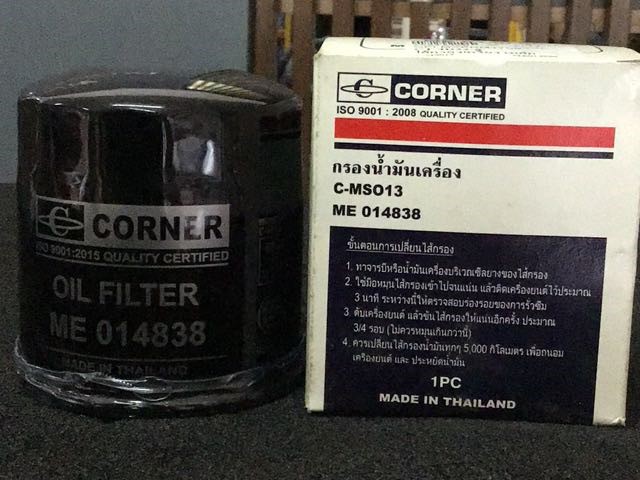 CORNER
ISO 9001:2015 QUALITY CERTIFIED
OIL FILTER
ME 014838
MADE IN THAILAND
CORNER
ISO 9001 : 2008 QUALITY CERTIFIED
กรองน้ำมันเครื่อง
C-MSO13
ME 014838
ขั้นตอนการเปลี่ยนไส้กรอง
1. ทาจารบีหรือน้ำมันเครื่องบริเวณซีลยางของไส้กรอง
2. ใช้มือหมุนไส้กรองเข้าไปจนแน่น แล้วติดเครื่องยนต์ไว้ประมาณ
3 นาที ระหว่างนี้ให้ตรวจสอบร่องรอยของการรั่วซึม
3. ดับเครื่องยนต์ แล้วขันไส้กรองให้แน่นอีกครั้ง ประมาณ
3/4 รอบ (ไม่ควรหมุนเกินกว่านี้)
4. ควรเปลี่ยนไส้กรองน้ำมันทุกๆ 5,000 กิโลเมตร เพื่อถนอม
เครื่องยนต์ และ ประหยัดน้ำมัน
1PC
MADE IN THAILAND